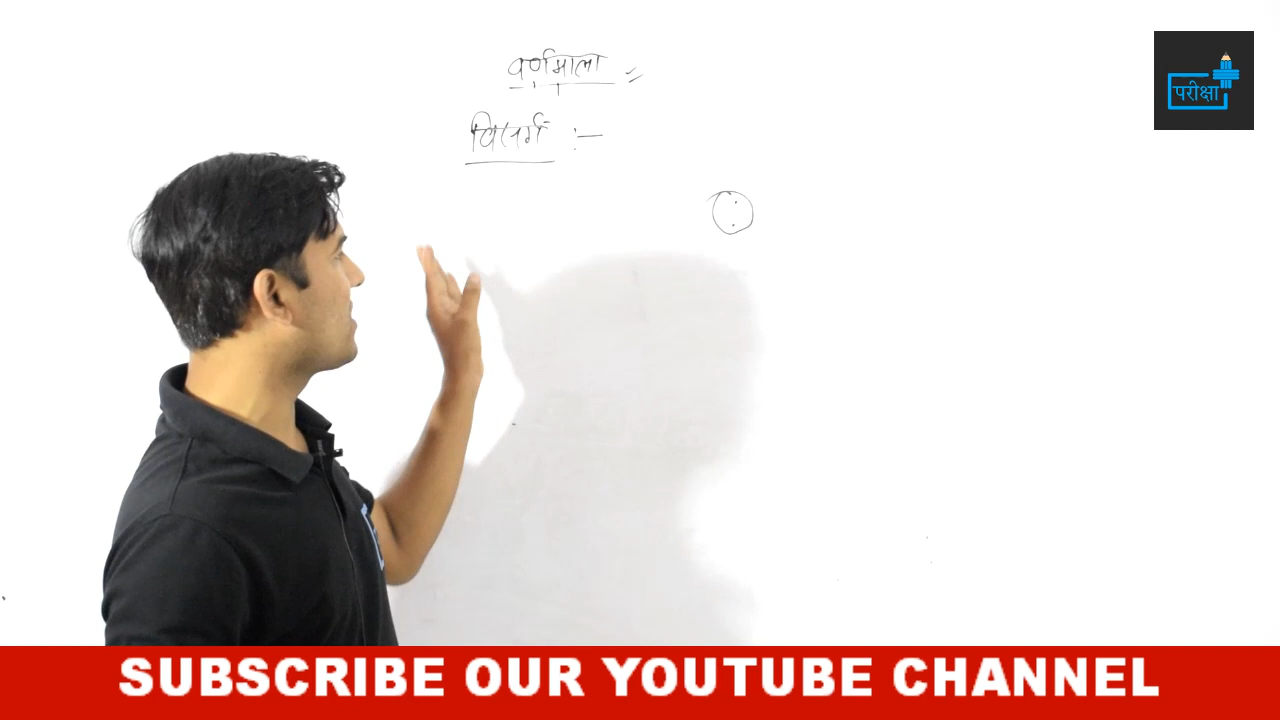 वर्णमाला =
विसर्ग :-
:
परीक्षा
SUBSCRIBE OUR YOUTUBE CHANNEL